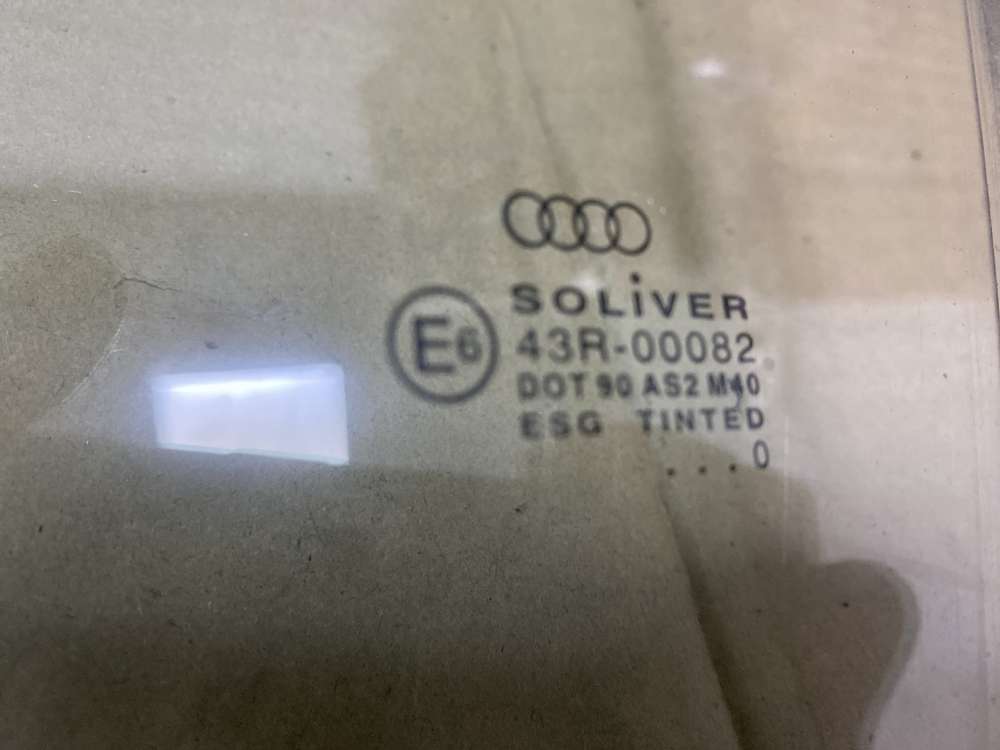 SOLiVER
E6 43R-00082
DOT 90 AS2 M40
ESG TINTED
...0